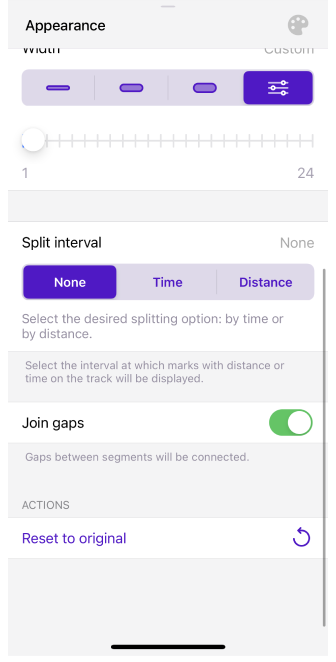 Appearance
Width
Custom
1
24
Split interval
None
None
Time
Distance
Select the desired splitting option: by time or
by distance.
Select the interval at which marks with distance or
time on the track will be displayed.
Join gaps
Gaps between segments will be connected.
ACTIONS
Reset to original